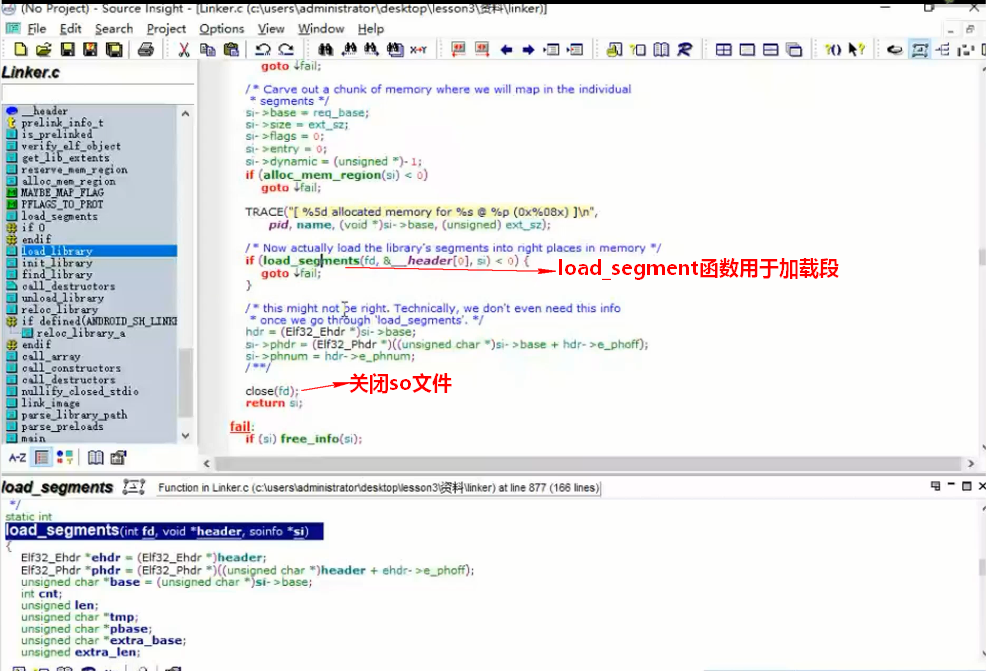 (No Project) - Source Insight - [Linker.c (c:\users\administrator\desktop\lesson3\资料\linker)]
File Edit Search Project Options View Window Help
Linker.c
__header
prelink_info_t
is_prelinked
verify_elf_object
get_lib_extents
reserve_mem_region
alloc_mem_region
MAYBE_MAP_FLAG
PFLAGS_TO_PROT
load_segments
if 0
endif
load_library
init_library
find_library
call_destructors
unload_library
reloc_library
if defined(ANDROID_SH_LINK
reloc_library_a
endif
call_array
call_constructors
call_destructors
nullify_closed_stdio
link_image
parse_library_path
parse_preloads
main
A-Z
goto ↓fail;
/* Carve out a chunk of memory where we will map in the individual
* segments */
si->base = req_base;
si->size = ext_sz;
si->flags = 0;
si->entry = 0;
si->dynamic = (unsigned *)-1;
if (alloc_mem_region(si) < 0)
goto ↓fail;
TRACE("[ %5d allocated memory for %s @ %p (0x%08x) ]\n",
pid, name, (void *)si->base, (unsigned) ext_sz);
/* Now actually load the library's segments into right places in memory */
if (load_segments(fd, &__header[0], si) < 0) {
load_segment函数用于加载段
goto ↓fail;
}
/* this might not be right. Technically, we don't even need this info
* once we go through 'load_segments'. */
hdr = (Elf32_Ehdr *)si->base;
si->phdr = (Elf32_Phdr *)((unsigned char *)si->base + hdr->e_phoff);
si->phnum = hdr->e_phnum;
/**/
close(fd);
关闭so文件
return si;
fail:
if (si) free_info(si);
load_segments Function in Linker.c (c:\users\administrator\desktop\lesson3\资料\linker) at line 877 (166 lines)
*/
static int
load_segments(int fd, void *header, soinfo *si)
{
Elf32_Ehdr *ehdr = (Elf32_Ehdr *)header;
Elf32_Phdr *phdr = (Elf32_Phdr *)((unsigned char *)header + ehdr->e_phoff);
unsigned char *base = (unsigned char *)si->base;
int cnt;
unsigned len;
unsigned char *tmp;
unsigned char *pbase;
unsigned char *extra_base;
unsigned extra_len;